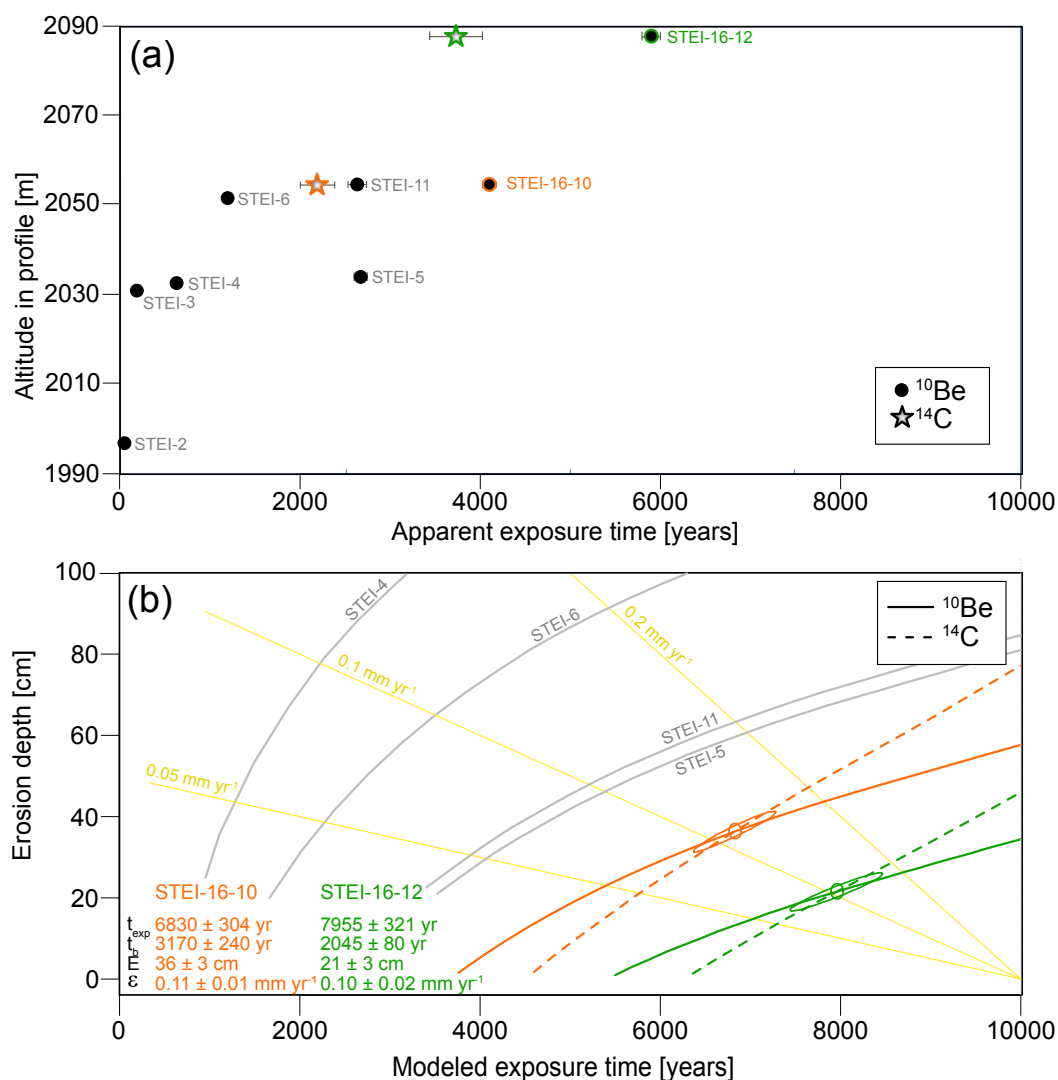 (a)
2090
2070
2050
2030
2010
1990
Altitude in profile [m]
STEI-16-12
STEI-11
STEI-16-10
STEI-6
STEI-5
STEI-4
STEI-3
STEI-2
¹⁰Be
¹⁴C
0 2000 4000 6000 8000 10000
Apparent exposure time [years]
(b)
100
80
60
40
20
0
Erosion depth [cm]
STEI-4
STEI-6
0.2 mm yr⁻¹
0.1 mm yr⁻¹
0.05 mm yr⁻¹
STEI-11
STEI-5
¹⁰Be
¹⁴C
STEI-16-10 STEI-16-12
t_exp 6830 ± 304 yr 7955 ± 321 yr
t_b 3170 ± 240 yr 2045 ± 80 yr
E 36 ± 3 cm 21 ± 3 cm
ε 0.11 ± 0.01 mm yr⁻¹ 0.10 ± 0.02 mm yr⁻¹
0 2000 4000 6000 8000 10000
Modeled exposure time [years]